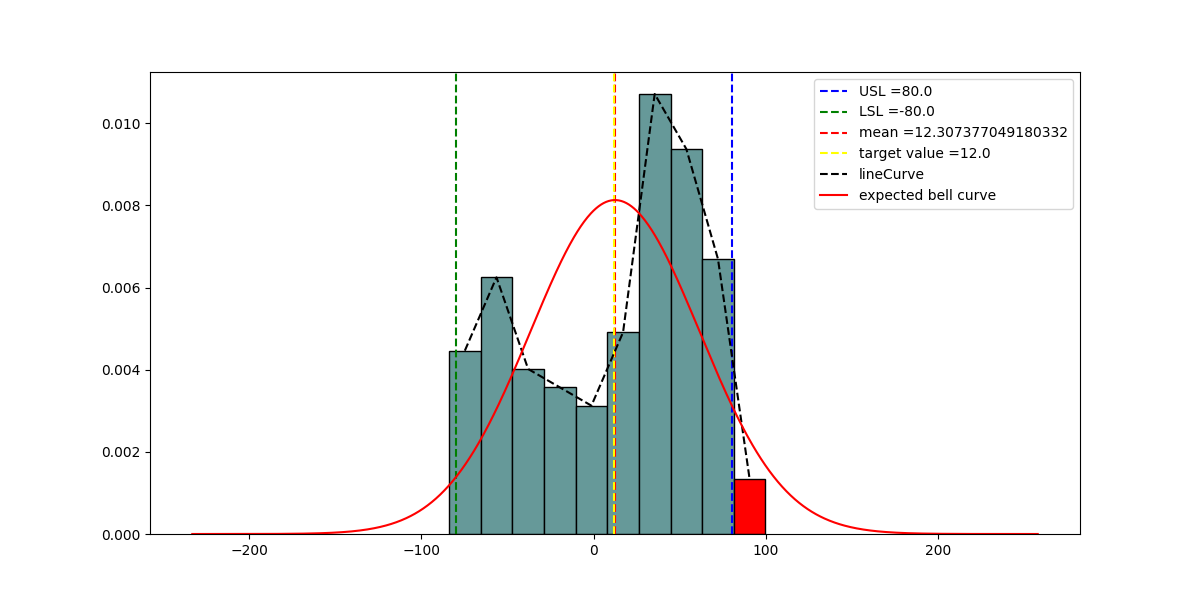 USL =80.0
LSL =-80.0
mean =12.307377049180332
target value =12.0
lineCurve
expected bell curve
0.010
0.008
0.006
0.004
0.002
0.000
−200 −100 0 100 200